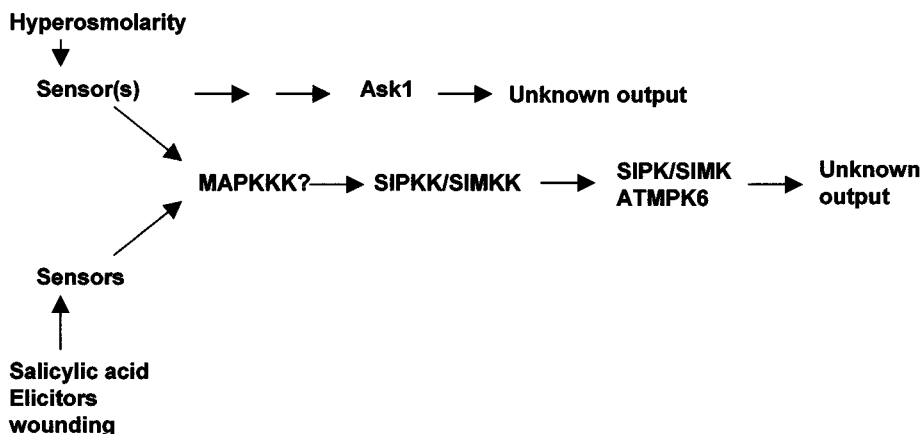 Hyperosmolarity
Sensor(s)
Ask1
Unknown output
MAPKKK?
SIPKK/SIMKK
SIPK/SIMK
ATMPK6
Unknown
output
Sensors
Salicylic acid
Elicitors
wounding